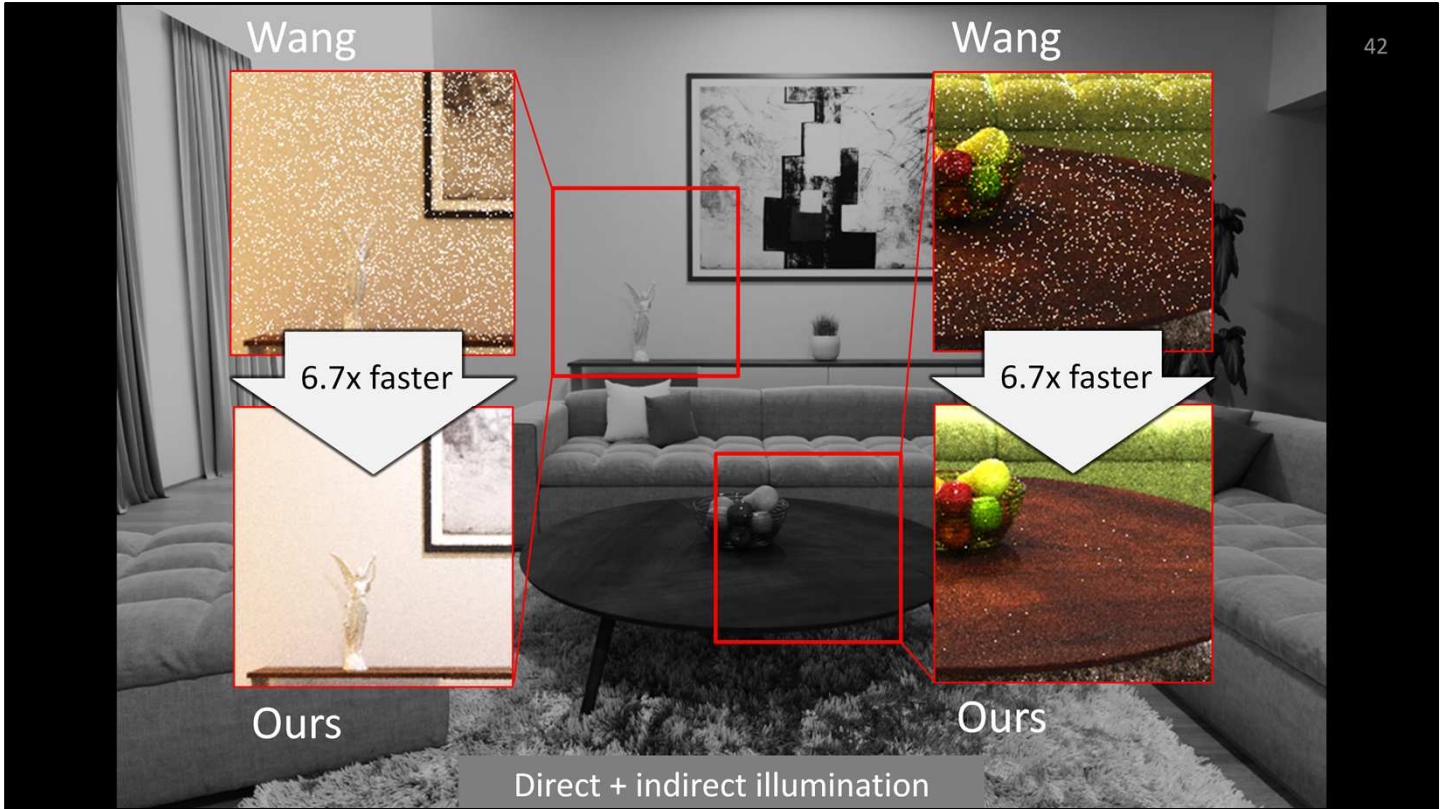 Wang
Wang
42
6.7x faster
6.7x faster
Ours
Ours
Direct + indirect illumination